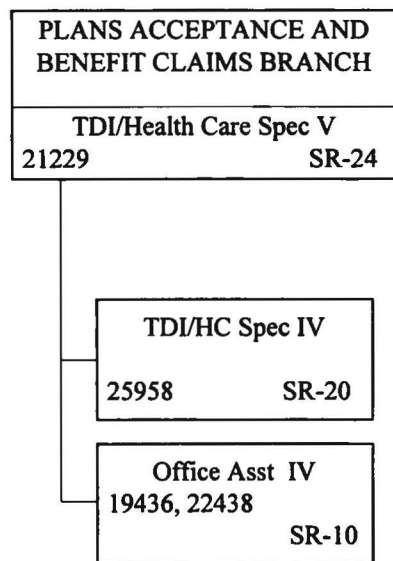 PLANS ACCEPTANCE AND
BENEFIT CLAIMS BRANCH
TDI/Health Care Spec V
21229 SR-24
TDI/HC Spec IV
25958 SR-20
Office Asst IV
19436, 22438
SR-10